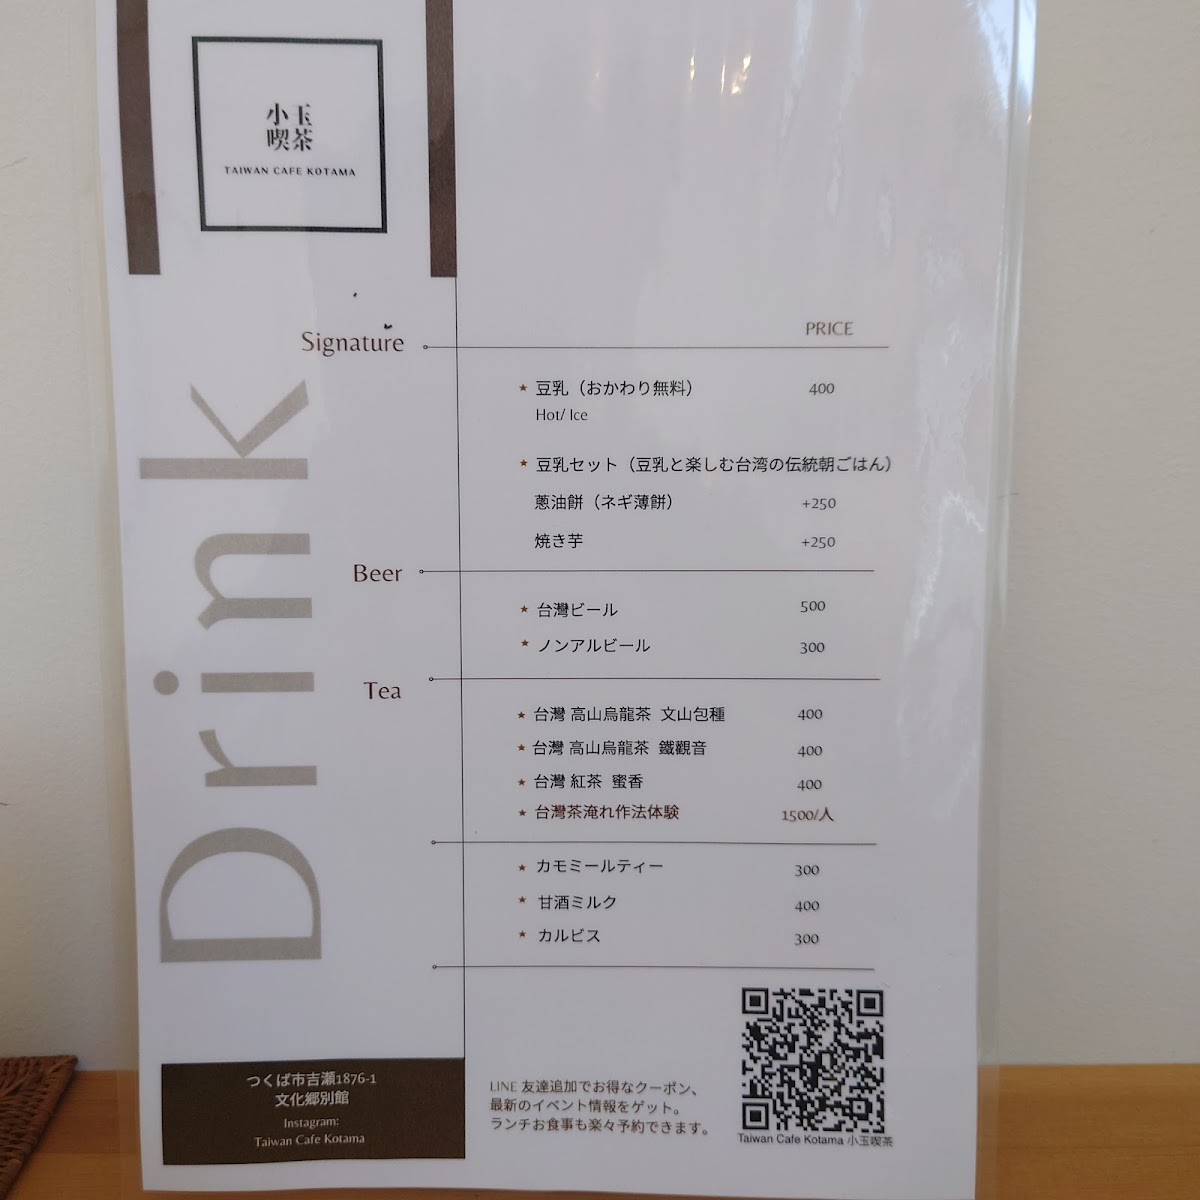 小玉
喫茶
TAIWAN CAFE KOTAMA
Drink
PRICE
Signature
★ 豆乳（おかわり無料） 400
Hot/ Ice
★ 豆乳セット（豆乳と楽しむ台湾の伝統朝ごはん）
蔥油餅（ネギ薄餅） +250
焼き芋 +250
Beer
★ 台灣ビール 500
★ ノンアルビール 300
Tea
★ 台灣 高山烏龍茶 文山包種 400
★ 台灣 高山烏龍茶 鐵觀音 400
★ 台灣 紅茶 蜜香 400
★ 台灣茶淹れ作法体験 1500/人
★ カモミールティー 300
★ 甘酒ミルク 400
★ カルビス 300
つくば市吉瀬1876-1
文化郷別館
Instagram:
Taiwan Cafe Kotama
LINE 友達追加でお得なクーポン、
最新のイベント情報をゲット。
ランチお食事も楽々予約できます。
Taiwan Cafe Kotama 小玉喫茶